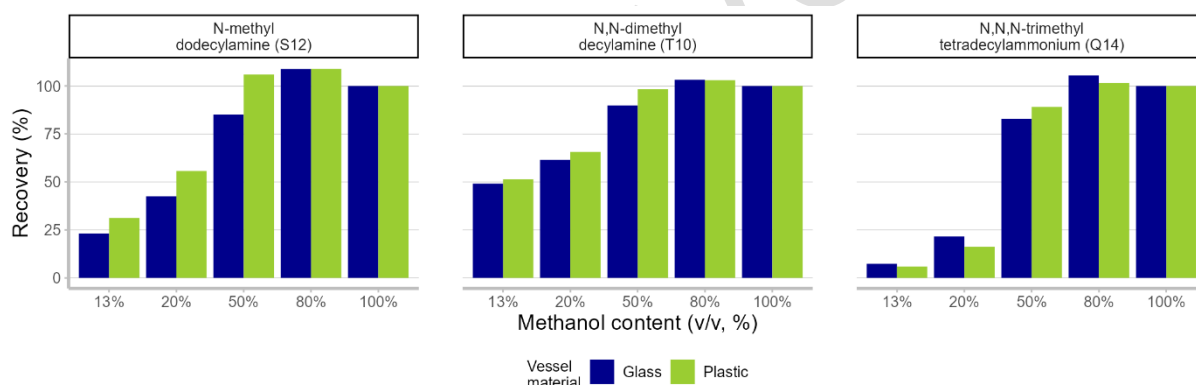 N-methyl
dodecylamine (S12)
N,N-dimethyl
decylamine (T10)
N,N,N-trimethyl
tetradecylammonium (Q14)
Recovery (%)
100
75
50
25
0
13% 20% 50% 80% 100%
13% 20% 50% 80% 100%
13% 20% 50% 80% 100%
Methanol content (v/v, %)
Vessel
material
Glass
Plastic